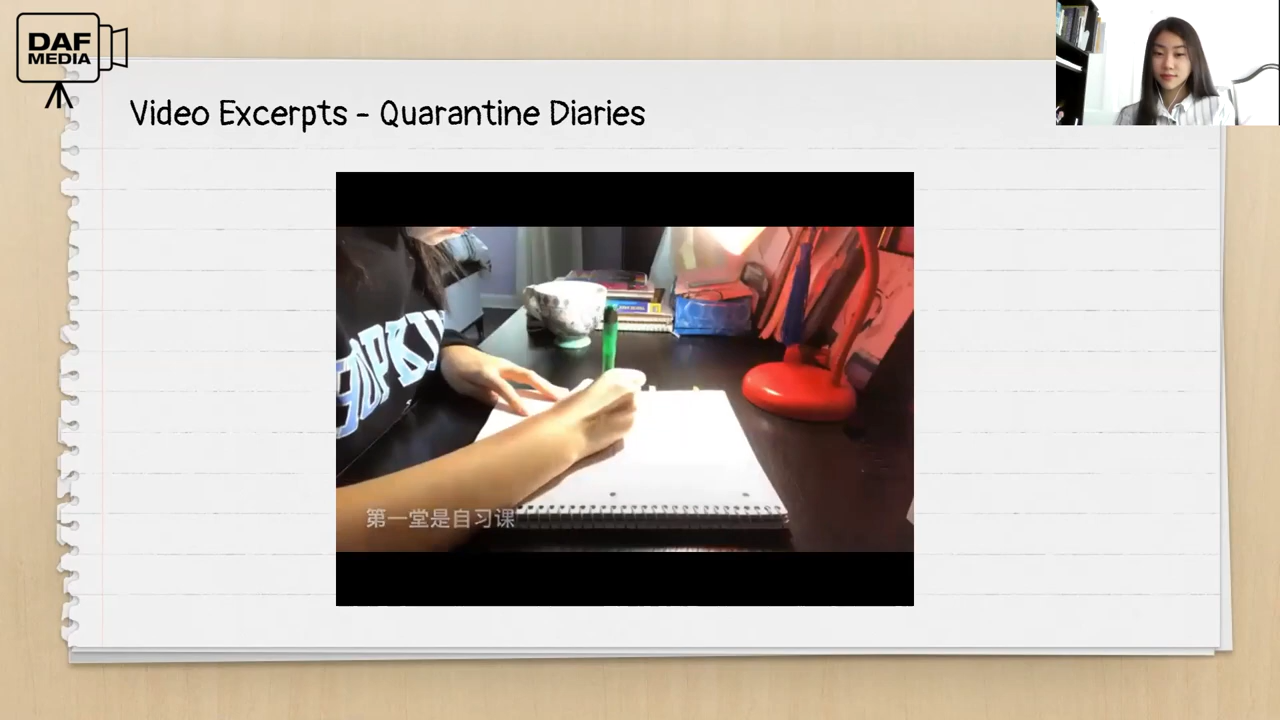 DAF
MEDIA
Video Excerpts - Quarantine Diaries
第一堂是自习课